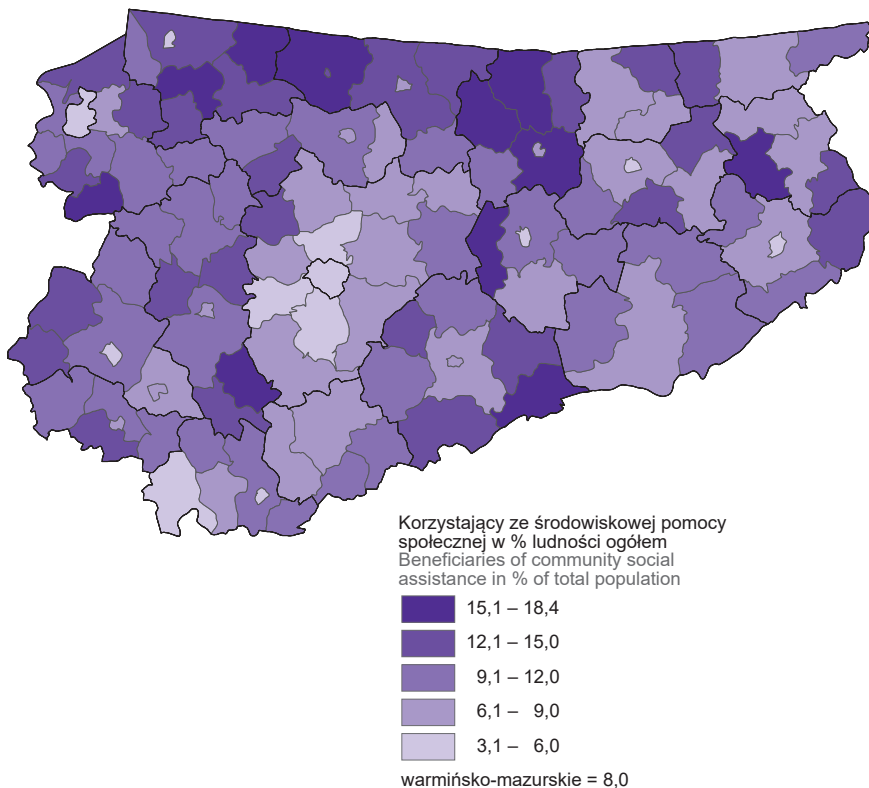 Korzystający ze środowiskowej pomocy
społecznej w % ludności ogółem
Beneficiaries of community social
assistance in % of total population
15,1 – 18,4
12,1 – 15,0
9,1 – 12,0
6,1 – 9,0
3,1 – 6,0
warmińsko-mazurskie = 8,0